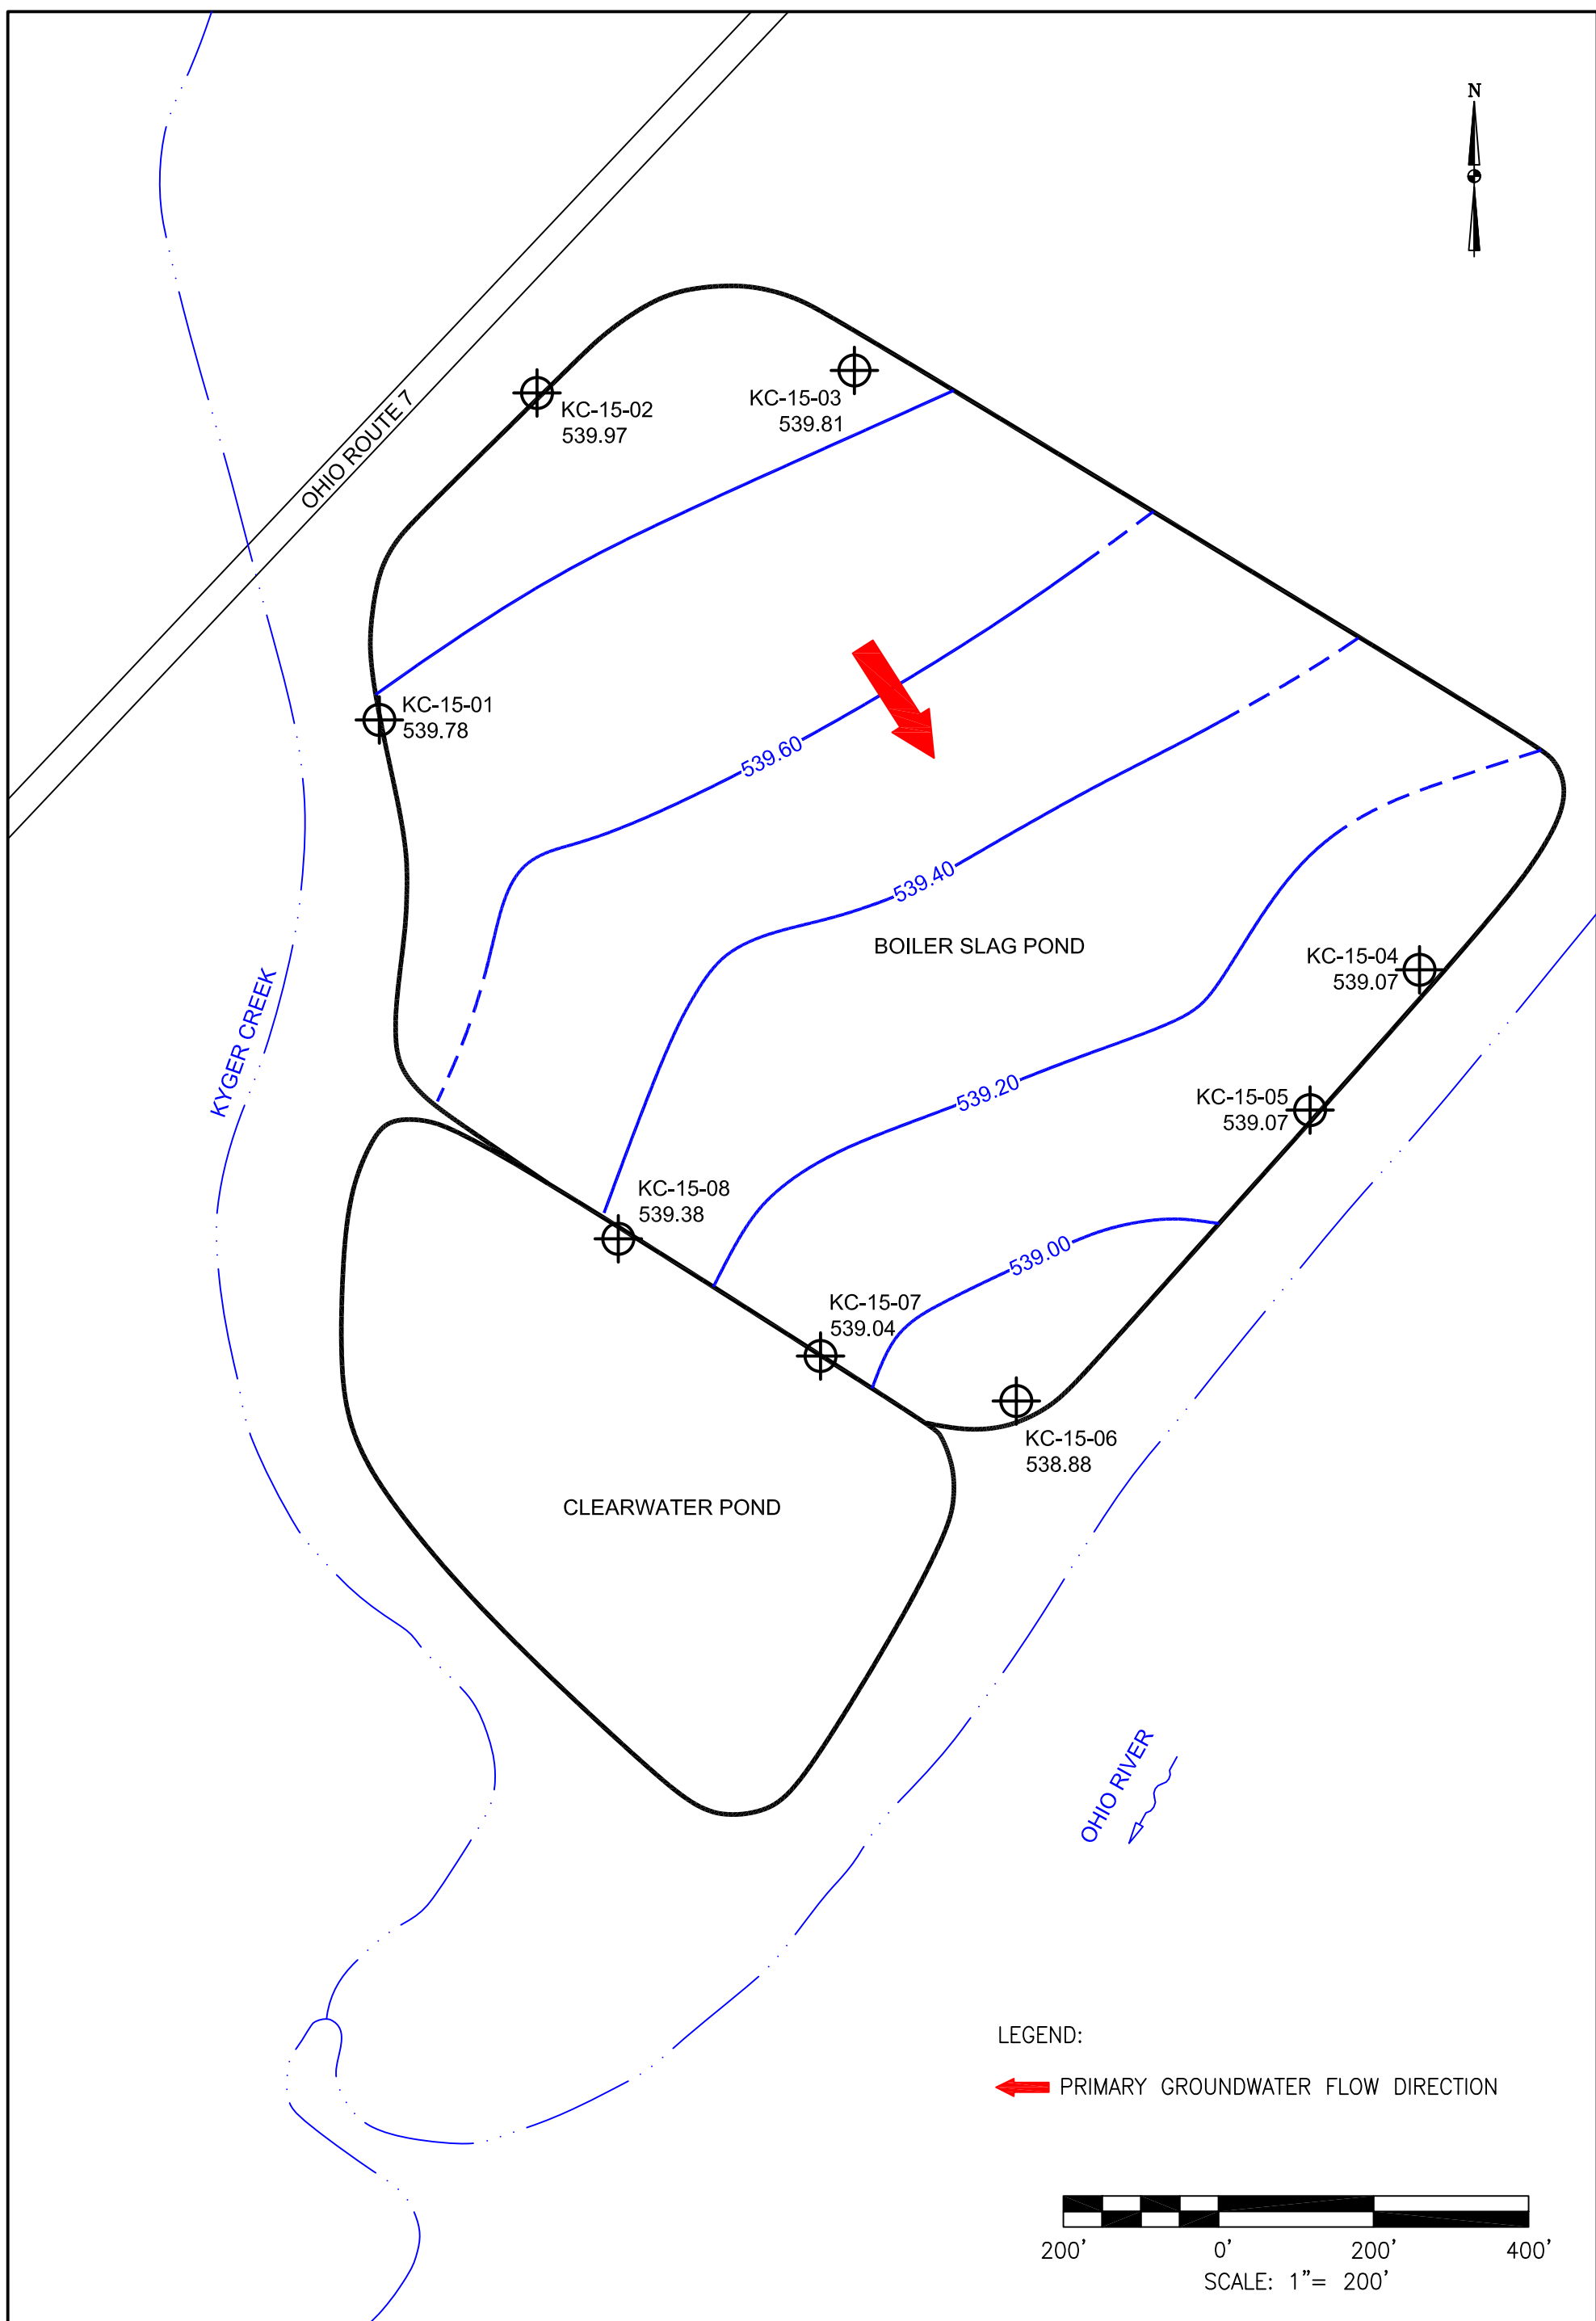 N
OHIO ROUTE 7
KC-15-02
539.97
KC-15-03
539.81
KC-15-01
539.78
539.60
539.40
BOILER SLAG POND
KC-15-04
539.07
KYGER CREEK
539.20
KC-15-05
539.07
KC-15-08
539.38
539.00
KC-15-07
539.04
KC-15-06
538.88
CLEARWATER POND
OHIO RIVER
LEGEND:
PRIMARY GROUNDWATER FLOW DIRECTION
200' 0' 200' 400'
SCALE: 1"= 200'